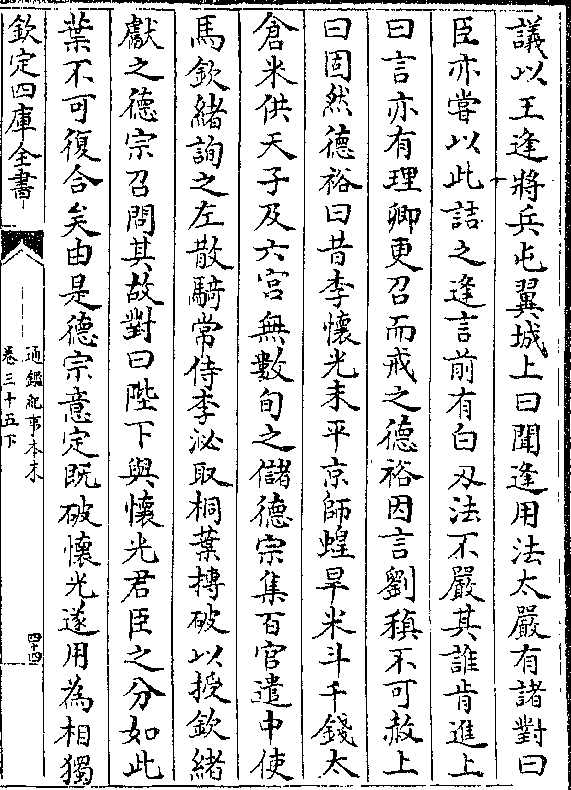 議以王逢將兵屯翼城上曰聞逢用法太嚴有諸對曰
臣亦嘗以此詰之逢言前有白刃法不嚴其誰肯進上
曰言亦有理卿更召而戒之德裕因言劉稹不可赦上
曰固然德裕曰昔李懷光未平京師蝗旱米斗千錢太
倉米供天子及六宮無數旬之儲德宗集百官遣中使
馬欽緒詢之左散騎常侍李泌取桐葉摶破以授欽緒
獻之德宗召問其故對曰陛下與懷光君臣之分如此
葉不可復合矣由是德宗意定既破懷光遂用為相獨
欽定四庫全書
通鑑紀事本末
卷三十五下
四十四